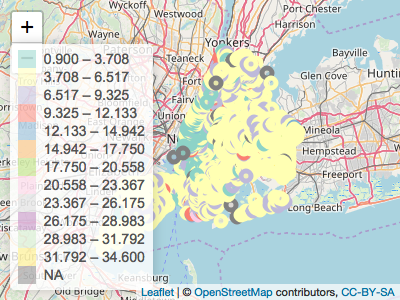 Wyckoff
Port Chester
Westwood
Harrison
Wayne
Yonkers
Teaneck
Bayville
Fort
Glen Cove
Huntin
+
0.900 – 3.708
3.708 – 6.517
6.517 – 9.325
9.325 – 12.133
12.133 – 14.942
14.942 – 17.750
17.750 – 20.558
20.558 – 23.367
23.367 – 26.175
26.175 – 28.983
28.983 – 31.792
31.792 – 34.600
NA
Union
Mineola
Hempstead
Freeport
Long Beach
Keansburg
Old Bridge
Leaflet | © OpenStreetMap contributors, CC-BY-SA